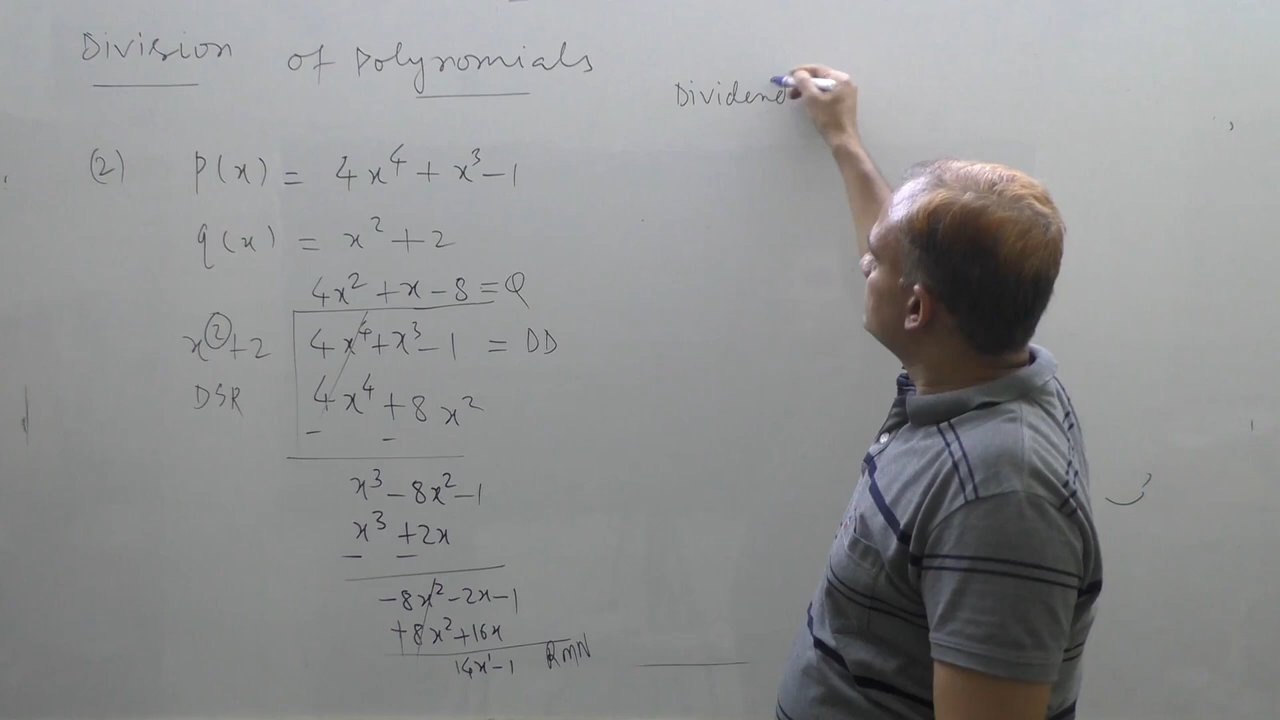 Division of Polynomials
Dividend
(2) p(x) = 4x⁴ + x³ - 1
q(x) = x² + 2
4x² + x - 8 = Q
x² + 2 4x⁴ + x³ - 1 = DD
DSR 4x⁴ + 8x²
- -
x³ - 8x² - 1
x³ + 2x
- -
-8x² - 2x - 1
+8x² + 16x
14x¹ - 1 RMN